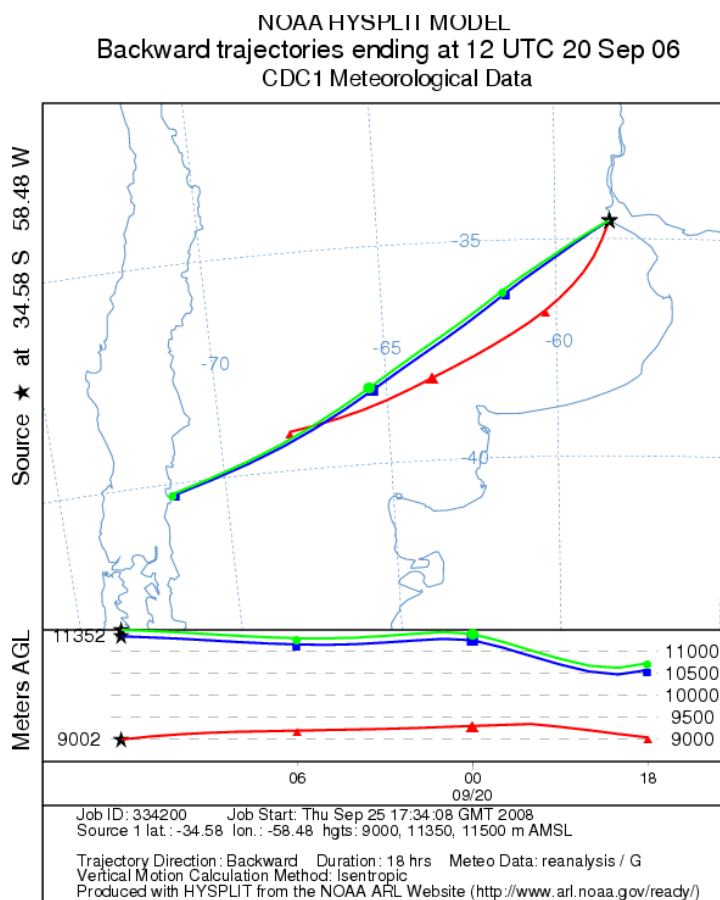 NOAA HYSPLIT MODEL
Backward trajectories ending at 12 UTC 20 Sep 06
CDC1 Meteorological Data
Source ★ at 34.58 S 58.48 W
-35
-70
-65
-60
-40
Meters AGL
11352
9002
11000
10500
10000
9500
9000
06 00 18
09/20
Job ID: 334200 Job Start: Thu Sep 25 17:34:08 GMT 2008
Source 1 lat.: -34.58 lon.: -58.48 hgts: 9000, 11350, 11500 m AMSL
Trajectory Direction: Backward Duration: 18 hrs Meteo Data: reanalysis / G
Vertical Motion Calculation Method: Isentropic
Produced with HYSPLIT from the NOAA ARL Website (http://www.arl.noaa.gov/ready/)